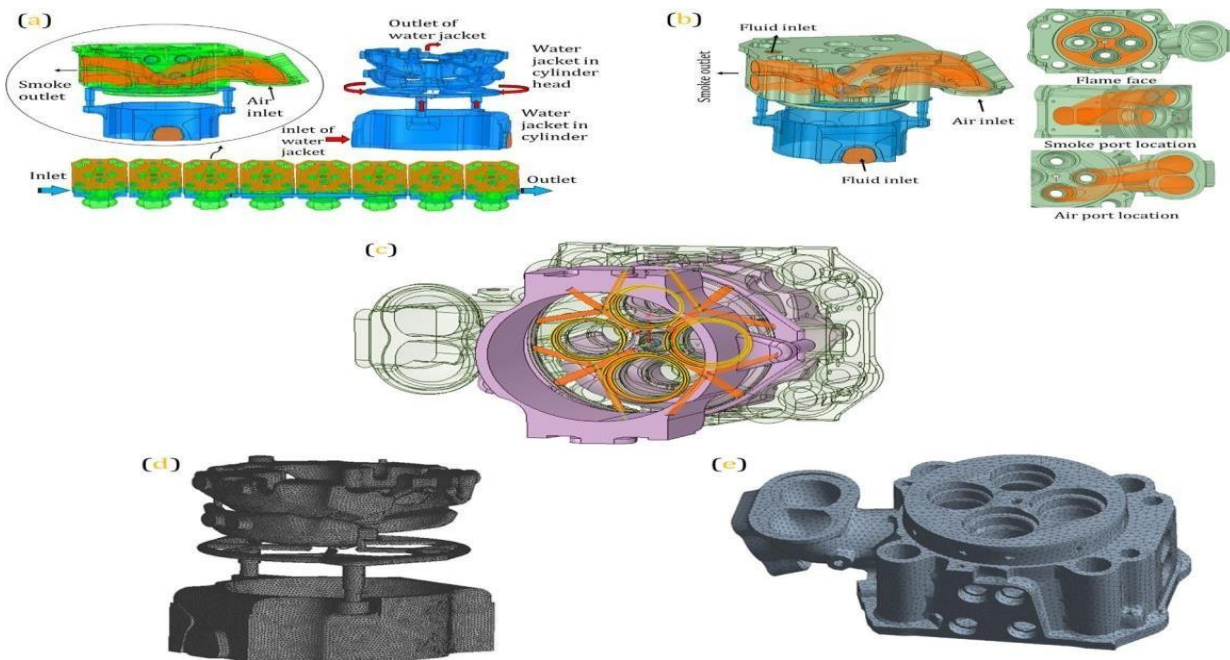 (a)
Outlet of
water jacket
Water
jacket in
cylinder
head
Smoke
outlet
Air
inlet
inlet of
water
jacket
Water
jacket in
cylinder
Inlet
Outlet
(b)
Fluid inlet
Smoke outlet
Air inlet
Fluid inlet
Flame face
Smoke port location
Air port location
(c)
(d)
(e)